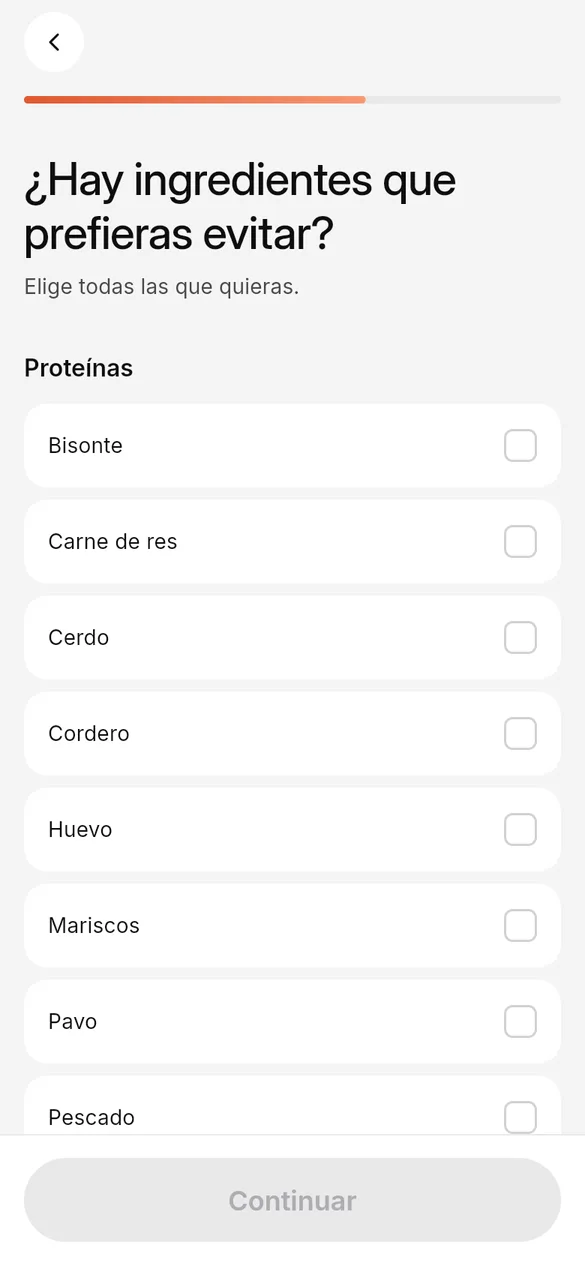 ¿Hay ingredientes que
prefieras evitar?
Elige todas las que quieras.
Proteínas
Bisonte
Carne de res
Cerdo
Cordero
Huevo
Mariscos
Pavo
Pescado
Continuar